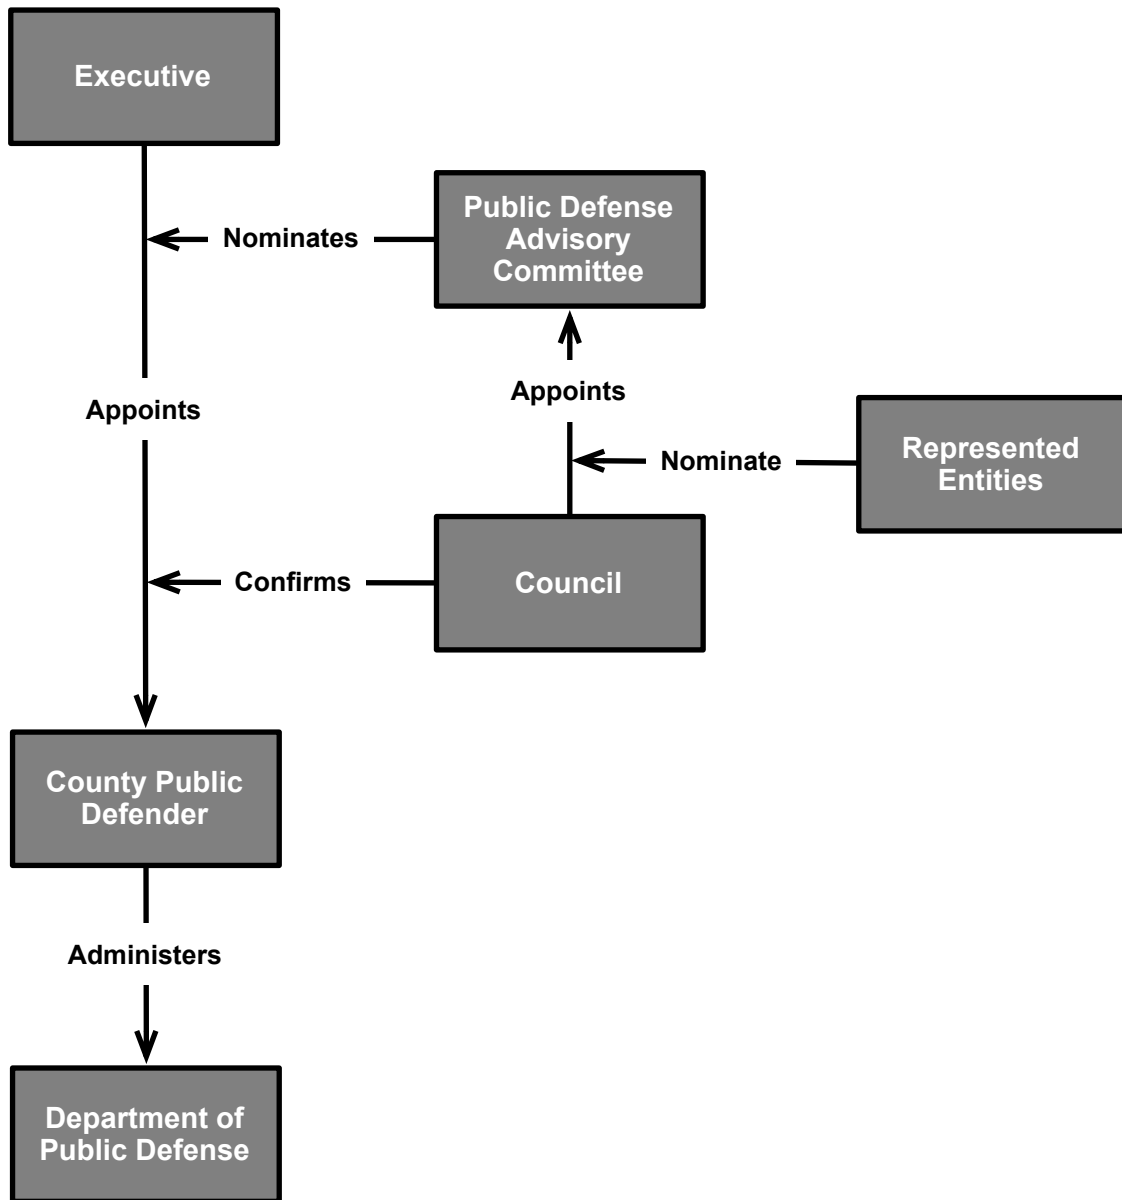 Executive
Public Defense
Advisory
Committee
Nominates
Appoints
Appoints
Represented
Entities
Nominate
Council
Confirms
County Public
Defender
Administers
Department of
Public Defense